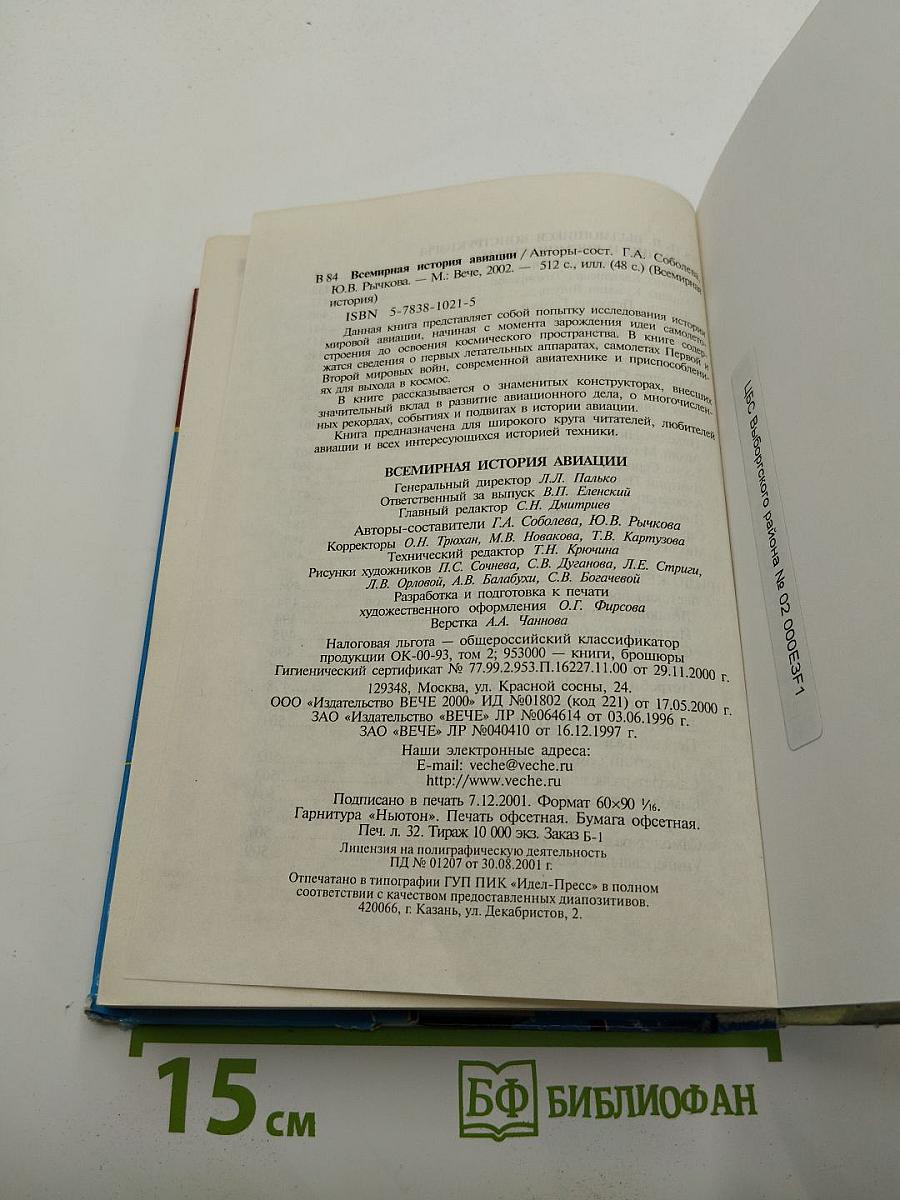 В 84 Всемирная история авиации / Авторы-сост. Г.А. Соболева,
Ю.В. Рычкова. — М.: Вече, 2002. — 512 с., илл. (48 с.) (Всемирная
история)
ISBN 5-7838-1021-5
Данная книга представляет собой попытку исследования истории
мировой авиации, начиная с момента зарождения идеи самолето-
строения до освоения космического пространства. В книге содер-
жатся сведения о первых летательных аппаратах, самолетах Первой и
Второй мировых войн, современной авиатехнике и приспособлени-
ях для выхода в космос.
В книге рассказывается о знаменитых конструкторах, внесших
значительный вклад в развитие авиационного дела, о многочислен-
ных рекордах, событиях и подвигах в истории авиации.
Книга предназначена для широкого круга читателей, любителей
авиации и всех интересующихся историей техники.
ВСЕМИРНАЯ ИСТОРИЯ АВИАЦИИ
Генеральный директор Л.Л. Палько
Ответственный за выпуск В.П. Еленский
Главный редактор С.Н. Дмитриев
Авторы-составители Г.А. Соболева, Ю.В. Рычкова
Корректоры О.Н. Трюхан, М.В. Новакова, Т.В. Картузова
Технический редактор Т.Н. Крючина
Рисунки художников П.С. Сочнева, С.В. Дуганова, Л.Е. Стриги,
Л.В. Орловой, А.В. Балабухи, С.В. Богачевой
Разработка и подготовка к печати
художественного оформления О.Г. Фирсова
Верстка А.А. Чаннова
Налоговая льгота — общероссийский классификатор
продукции ОК-00-93, том 2; 953000 — книги, брошюры
Гигиенический сертификат № 77.99.2.953.П.16227.11.00 от 29.11.2000 г.
129348, Москва, ул. Красной сосны, 24.
ООО «Издательство ВЕЧЕ 2000» ИД №01802 (код 221) от 17.05.2000 г.
ЗАО «Издательство «ВЕЧЕ» ЛР №064614 от 03.06.1996 г.
ЗАО «ВЕЧЕ» ЛР №040410 от 16.12.1997 г.
Наши электронные адреса:
E-mail: veche@veche.ru
http://www.veche.ru
Подписано в печать 7.12.2001. Формат 60×90 1/16.
Гарнитура «Ньютон». Печать офсетная. Бумага офсетная.
Печ. л. 32. Тираж 10 000 экз. Заказ Б-1
Лицензия на полиграфическую деятельность
ПД № 01207 от 30.08.2001 г.
Отпечатано в типографии ГУП ПИК «Идел-Пресс» в полном
соответствии с качеством предоставленных диапозитивов.
420066, г. Казань, ул. Декабристов, 2.
ЦБС Выборгского района № 02 000E3F1
15 см
БФ БИБЛИОФАН